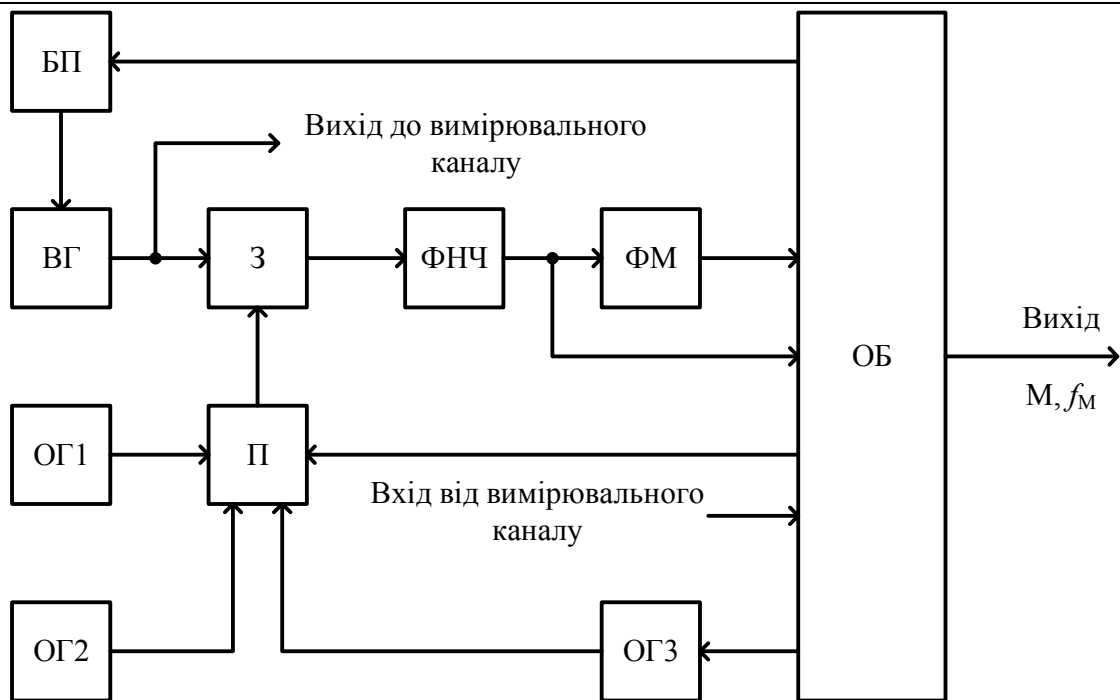 БП
Вихід до вимірювального
каналу
ВГ
З
ФНЧ
ФМ
ОБ
Вихід
М, fМ
ОГ1
П
Вхід від вимірювального
каналу
ОГ2
ОГ3